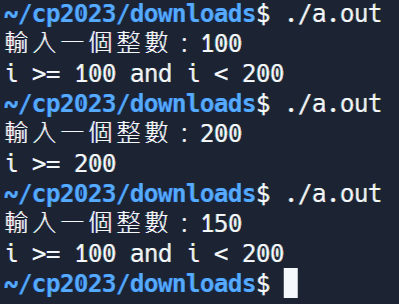 ~/cp2023/downloads$ ./a.out
輸入一個整數：100
i >= 100 and i < 200
~/cp2023/downloads$ ./a.out
輸入一個整數：200
i >= 200
~/cp2023/downloads$ ./a.out
輸入一個整數：150
i >= 100 and i < 200
~/cp2023/downloads$